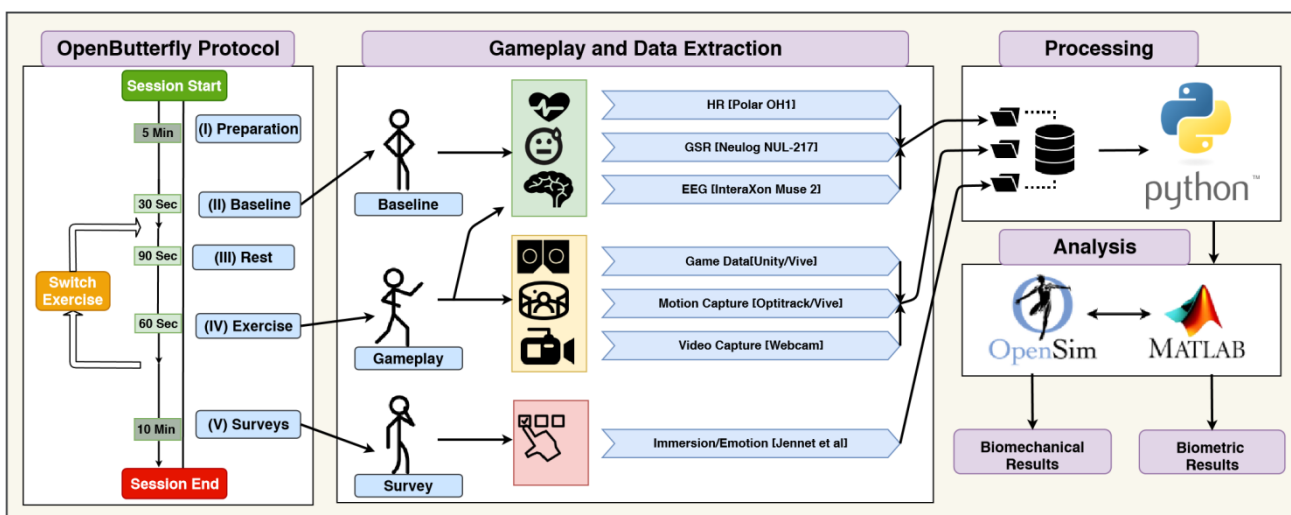 OpenButterfly Protocol
Session Start
5 Min
(I) Preparation
30 Sec
(II) Baseline
90 Sec
(III) Rest
Switch
Exercise
60 Sec
(IV) Exercise
10 Min
(V) Surveys
Session End
Gameplay and Data Extraction
Baseline
Gameplay
Survey
HR [Polar OH1]
GSR [Neulog NUL-217]
EEG [InteraXon Muse 2]
Game Data[Unity/Vive]
Motion Capture [Optitrack/Vive]
Video Capture [Webcam]
Immersion/Emotion [Jennet et al]
Processing
python™
Analysis
OpenSim
MATLAB
Biomechanical
Results
Biometric
Results